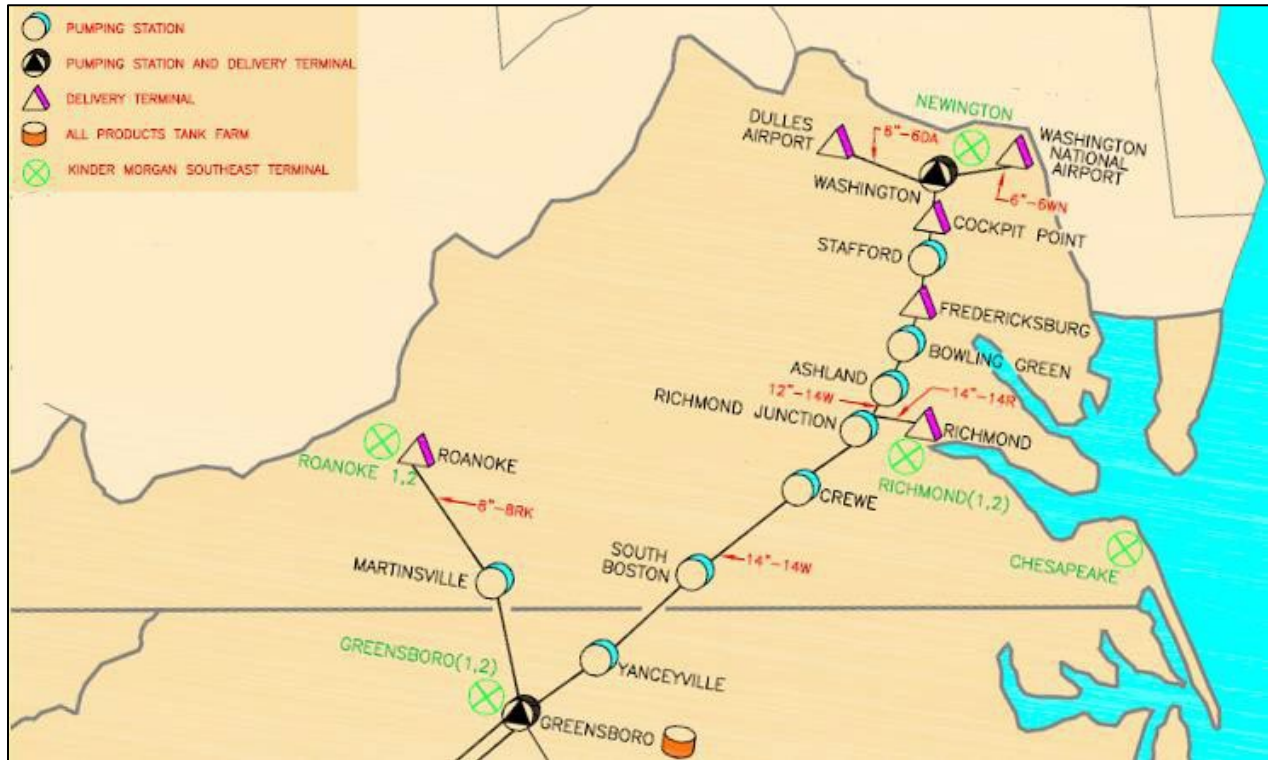 PUMPING STATION
PUMPING STATION AND DELIVERY TERMINAL
DELIVERY TERMINAL
ALL PRODUCTS TANK FARM
KINDER MORGAN SOUTHEAST TERMINAL
NEWINGTON
DULLES
AIRPORT
6"-6DA
WASHINGTON
NATIONAL
AIRPORT
WASHINGTON
6"-6WN
COCKPIT POINT
STAFFORD
FREDERICKSBURG
BOWLING GREEN
ASHLAND
12"-14W
14"-14R
RICHMOND JUNCTION
RICHMOND
ROANOKE
ROANOKE 1,2
RICHMOND(1,2)
CREWE
8"-8RK
SOUTH
BOSTON
14"-14W
MARTINSVILLE
CHESAPEAKE
GREENSBORO(1,2)
YANCEYVILLE
GREENSBORO